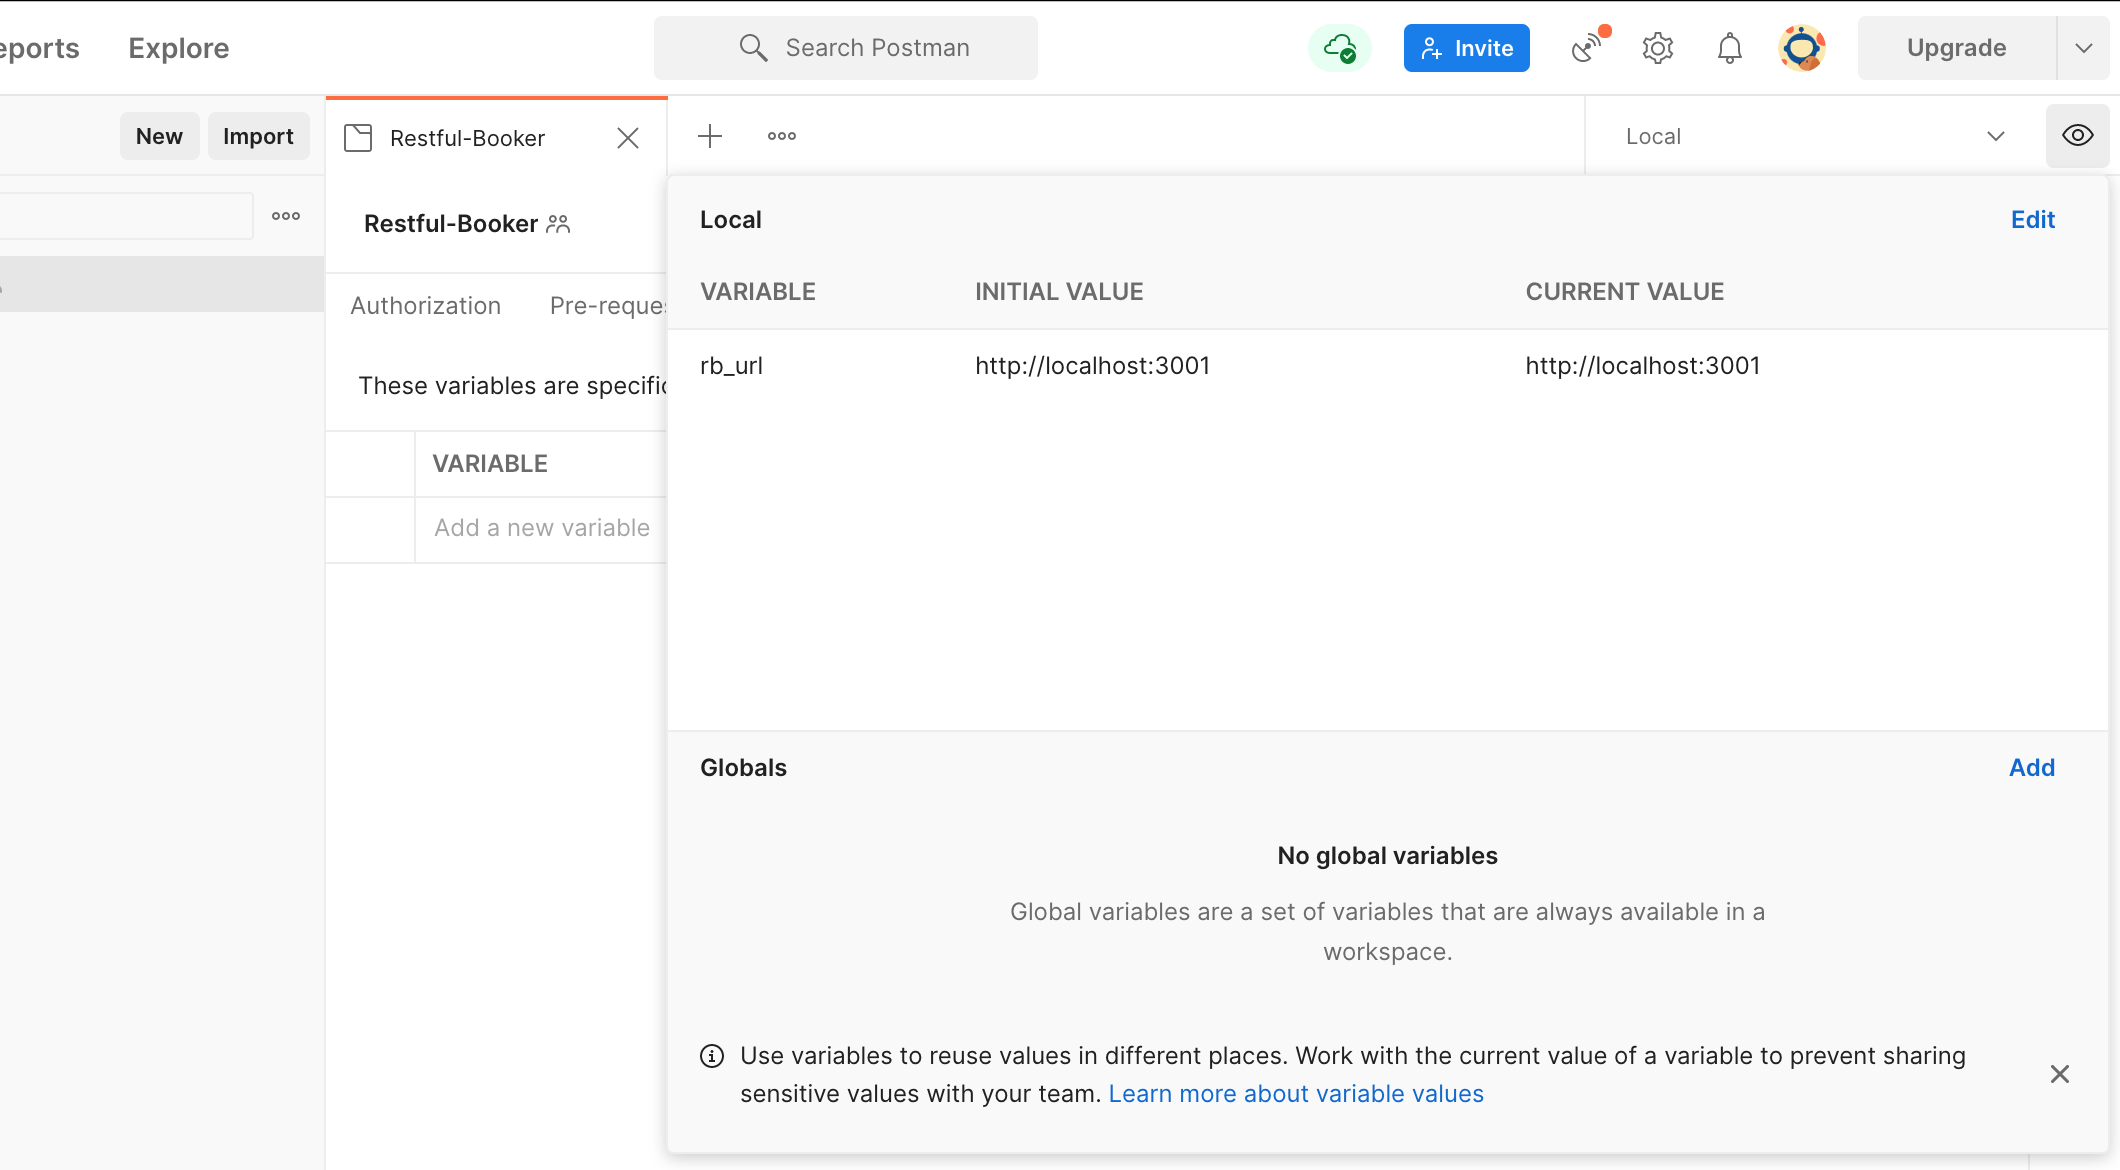 Explore
Search Postman
Invite
Upgrade
New
Import
Restful-Booker
Local
Restful-Booker
Authorization
These variables are
VARIABLE
Add a new variable
Local
Edit
VARIABLE INITIAL VALUE CURRENT VALUE
rb_url http://localhost:3001 http://localhost:3001
Globals
Add
No global variables
Global variables are a set of variables that are always available in a
workspace.
Use variables to reuse values in different places. Work with the current value of a variable to prevent sharing
sensitive values with your team. Learn more about variable values